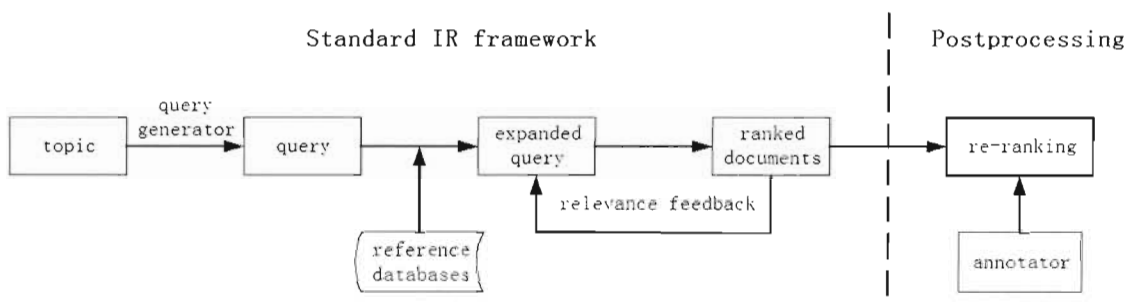 Standard IR framework
Postprocessing
query
generator
topic
query
expanded
query
ranked
documents
re-ranking
relevance feedback
reference
databases
annotator